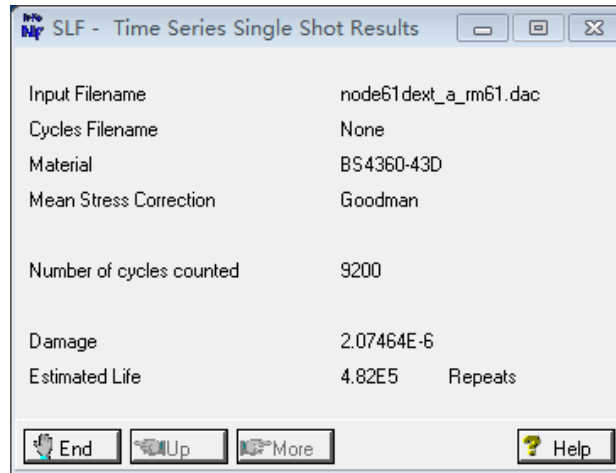 SLF - Time Series Single Shot Results
Input Filename node61dext_a_rm61.dac
Cycles Filename None
Material BS4360-43D
Mean Stress Correction Goodman
Number of cycles counted 9200
Damage 2.07464E-6
Estimated Life 4.82E5 Repeats
End Up More ? Help